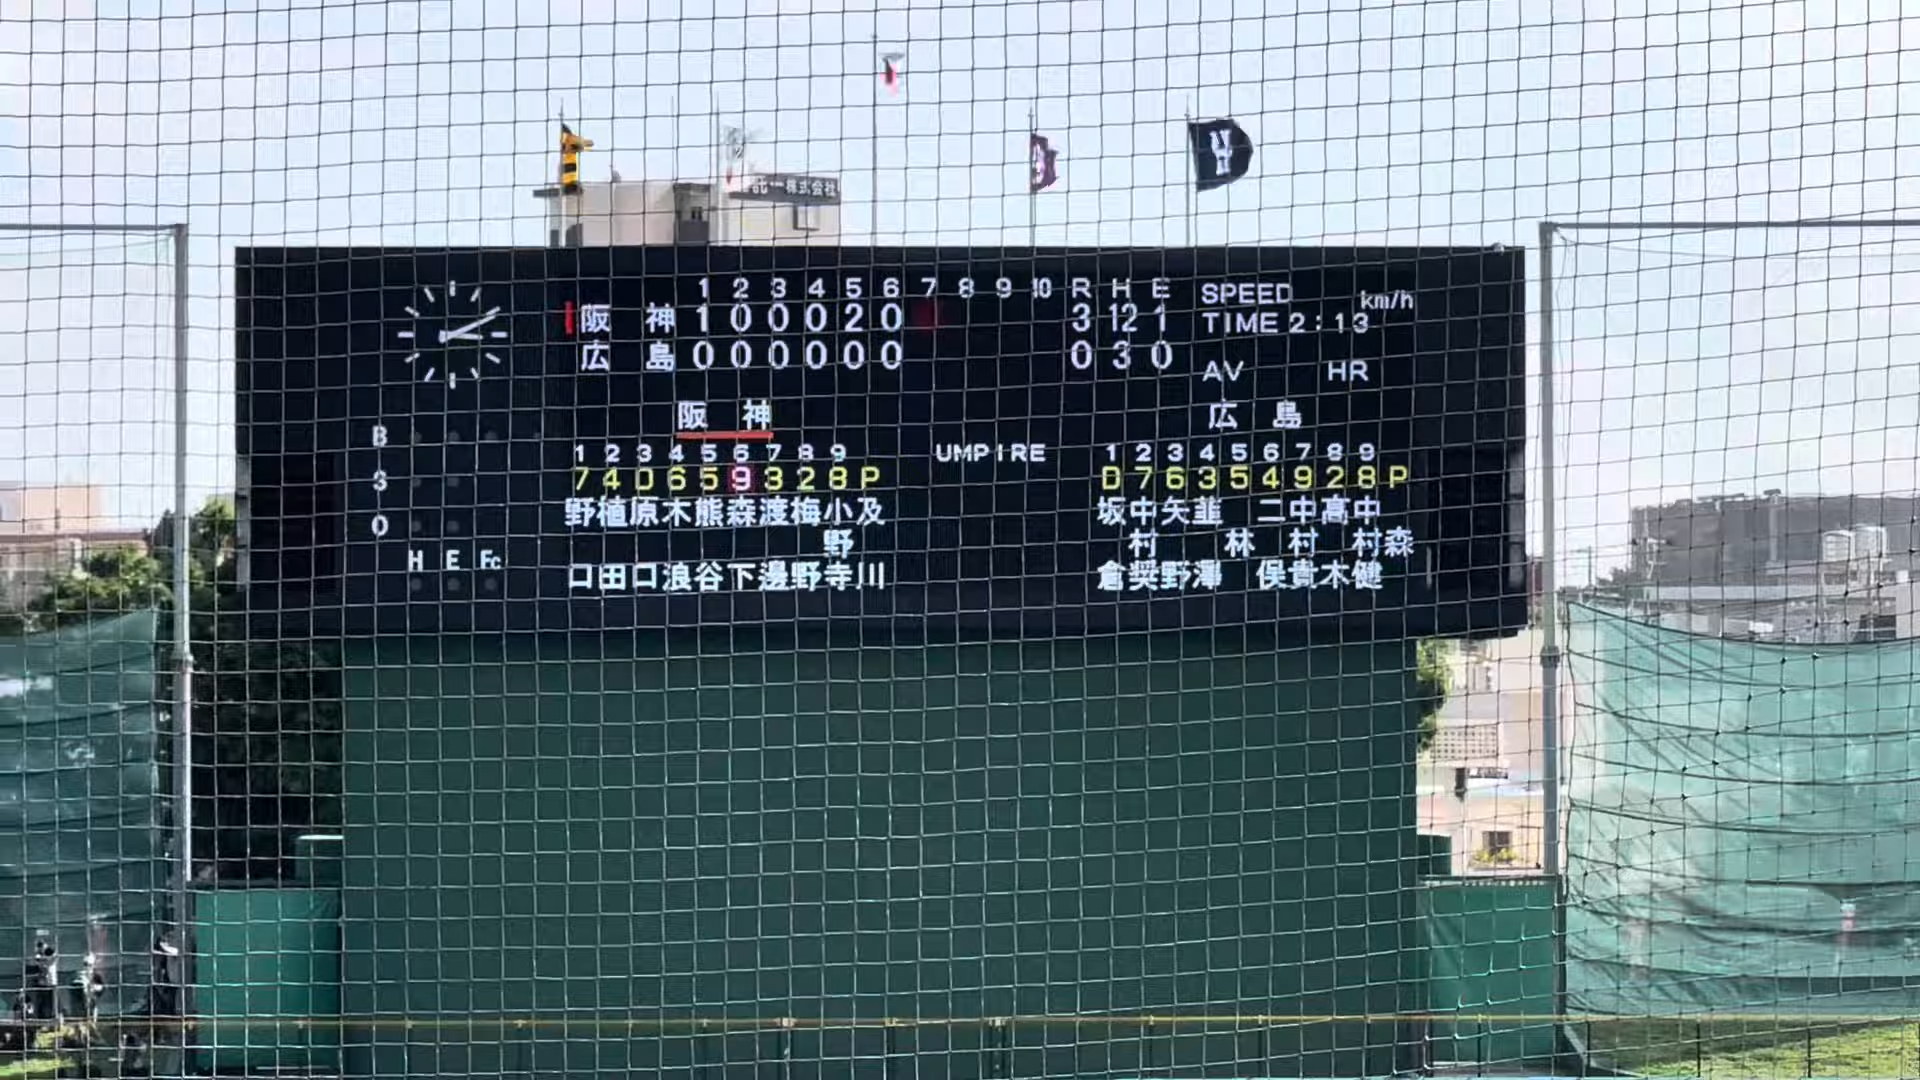 株式会社
1 2 3 4 5 6 7 8 9 10 R H E
阪神 1 0 0 0 2 0 3 12 1
広島 0 0 0 0 0 0 0 3 0
SPEED km/h
TIME 2:13
AV HR
阪神
1 2 3 4 5 6 7 8 9
7 4 D 6 5 9 3 2 8 P
野口 植田 原口 木浪 熊谷 森下 渡邊 梅野 小野寺 及川
UMPIRE
広島
1 2 3 4 5 6 7 8 9
D 7 6 3 5 4 9 2 8 P
坂倉 中村奨 矢野 韮澤 林 二俣 中村貴 髙木 中村健 森
B
S
O
H E Fc